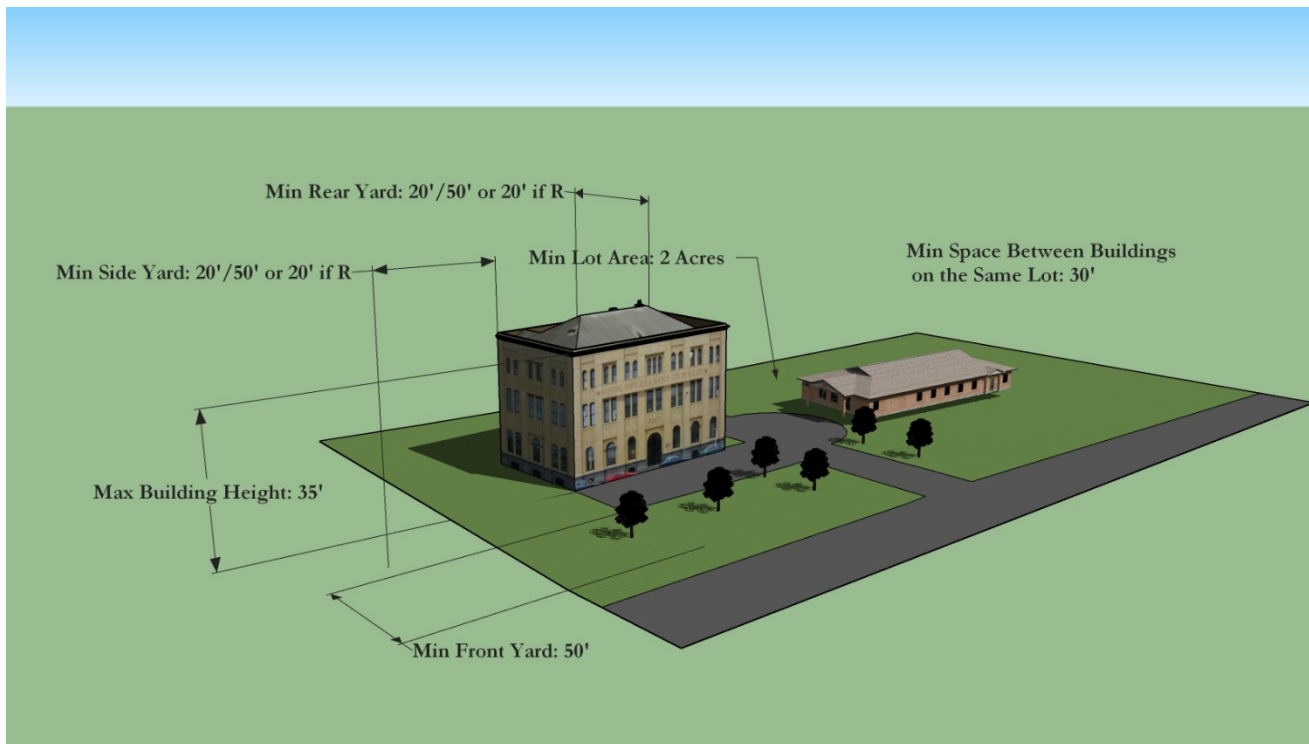 Min Rear Yard: 20'/50' or 20' if R
Min Side Yard: 20'/50' or 20' if R
Min Lot Area: 2 Acres
Min Space Between Buildings
on the Same Lot: 30'
Max Building Height: 35'
Min Front Yard: 50'